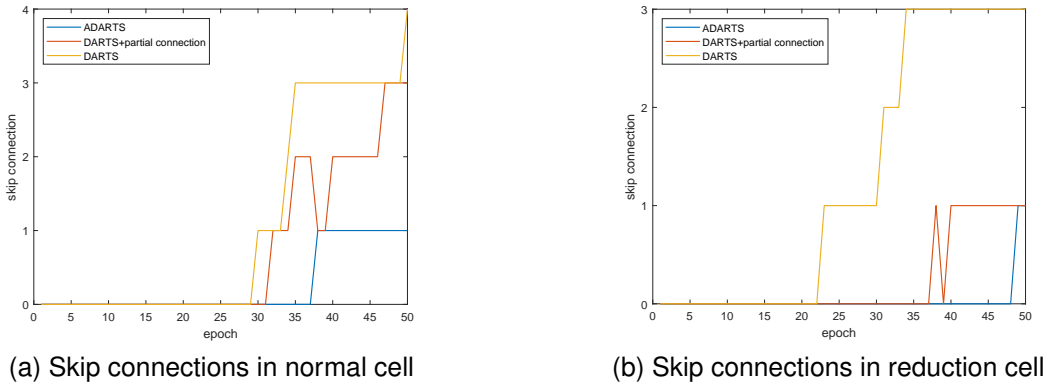 4
3
2
1
0
skip connection
ADARTS
DARTS+partial connection
DARTS
0 5 10 15 20 25 30 35 40 45 50
epoch
(a) Skip connections in normal cell
3
2
1
0
skip connection
ADARTS
DARTS+partial connection
DARTS
0 5 10 15 20 25 30 35 40 45 50
epoch
(b) Skip connections in reduction cell